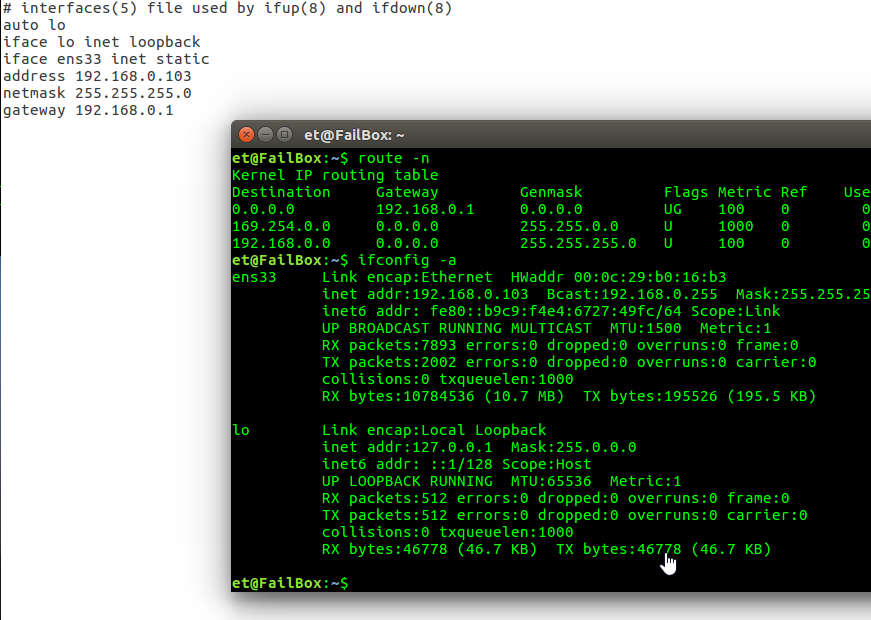 # interfaces(5) file used by ifup(8) and ifdown(8)
auto lo
iface lo inet loopback
iface ens33 inet static
address 192.168.0.103
netmask 255.255.255.0
gateway 192.168.0.1
et@FailBox: ~
et@FailBox:~$ route -n
Kernel IP routing table
Destination     Gateway         Genmask         Flags Metric Ref    Use
0.0.0.0         192.168.0.1     0.0.0.0         UG    100    0        0
169.254.0.0     0.0.0.0         255.255.0.0     U     1000   0        0
192.168.0.0     0.0.0.0         255.255.255.0   U     100    0        0
et@FailBox:~$ ifconfig -a
ens33     Link encap:Ethernet  HWaddr 00:0c:29:b0:16:b3
          inet addr:192.168.0.103  Bcast:192.168.0.255  Mask:255.255.25
          inet6 addr: fe80::b9c9:f4e4:6727:49fc/64 Scope:Link
          UP BROADCAST RUNNING MULTICAST  MTU:1500  Metric:1
          RX packets:7893 errors:0 dropped:0 overruns:0 frame:0
          TX packets:2002 errors:0 dropped:0 overruns:0 carrier:0
          collisions:0 txqueuelen:1000
          RX bytes:10784536 (10.7 MB)  TX bytes:195526 (195.5 KB)
lo        Link encap:Local Loopback
          inet addr:127.0.0.1  Mask:255.0.0.0
          inet6 addr: ::1/128 Scope:Host
          UP LOOPBACK RUNNING  MTU:65536  Metric:1
          RX packets:512 errors:0 dropped:0 overruns:0 frame:0
          TX packets:512 errors:0 dropped:0 overruns:0 carrier:0
          collisions:0 txqueuelen:1000
          RX bytes:46778 (46.7 KB)  TX bytes:46778 (46.7 KB)
et@FailBox:~$